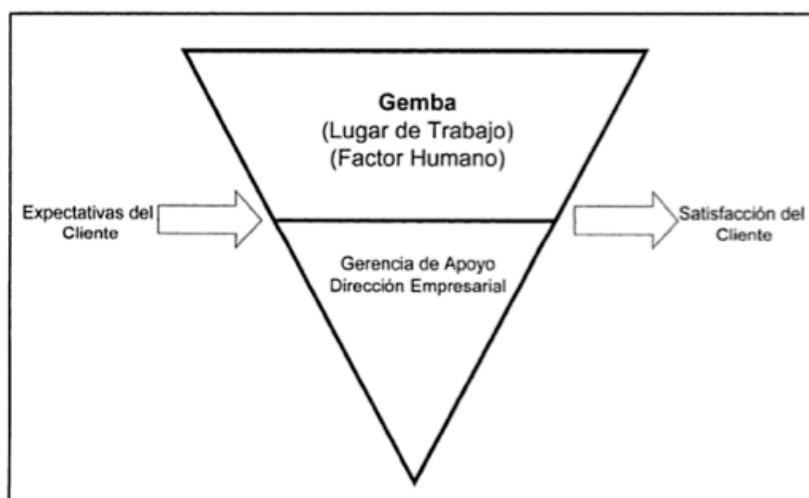 Gemba
(Lugar de Trabajo)
(Factor Humano)
Expectativas del
Cliente
Satisfacción del
Cliente
Gerencia de Apoyo
Dirección Empresarial